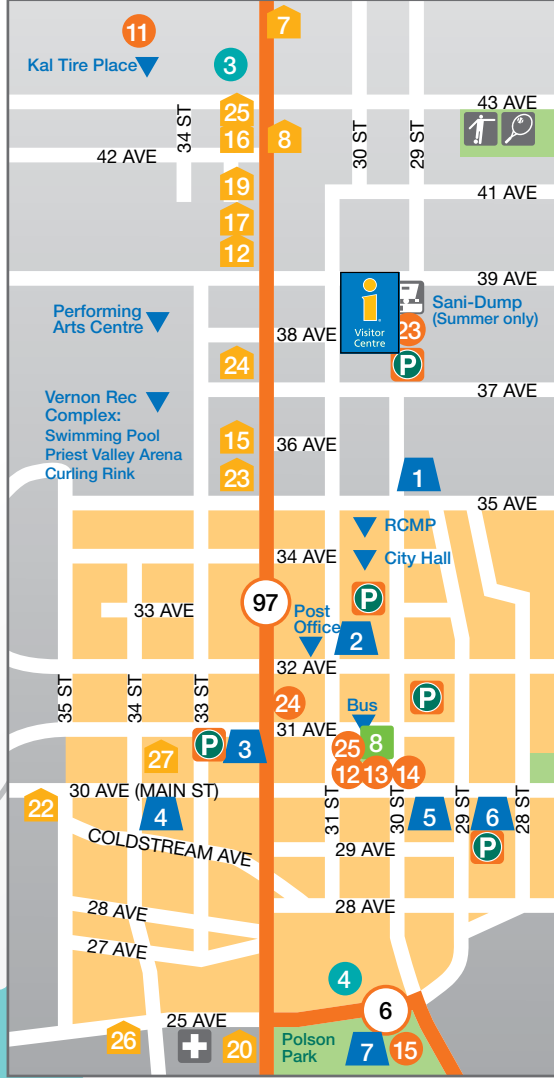 11
7
Kal Tire Place
3
43 AVE
25
34 ST
16
8
30 ST
29 ST
42 AVE
19
41 AVE
17
12
39 AVE
i
Visitor
Centre
Sani-Dump
(Summer only)
23
Performing
Arts Centre
38 AVE
P
24
37 AVE
Vernon Rec
Complex:
Swimming Pool
Priest Valley Arena
Curling Rink
15
36 AVE
23
1
35 AVE
RCMP
34 AVE
City Hall
97
P
33 AVE
Post
Office
2
32 AVE
35 ST
34 ST
33 ST
24
P
Bus
31 AVE
P
3
25
8
27
12
13
14
30 AVE (MAIN ST)
22
4
31 ST
30 ST
5
29 ST
6
28 ST
COLDSTREAM AVE
29 AVE
P
28 AVE
28 AVE
27 AVE
4
25 AVE
6
26
20
Polson
Park
7
15